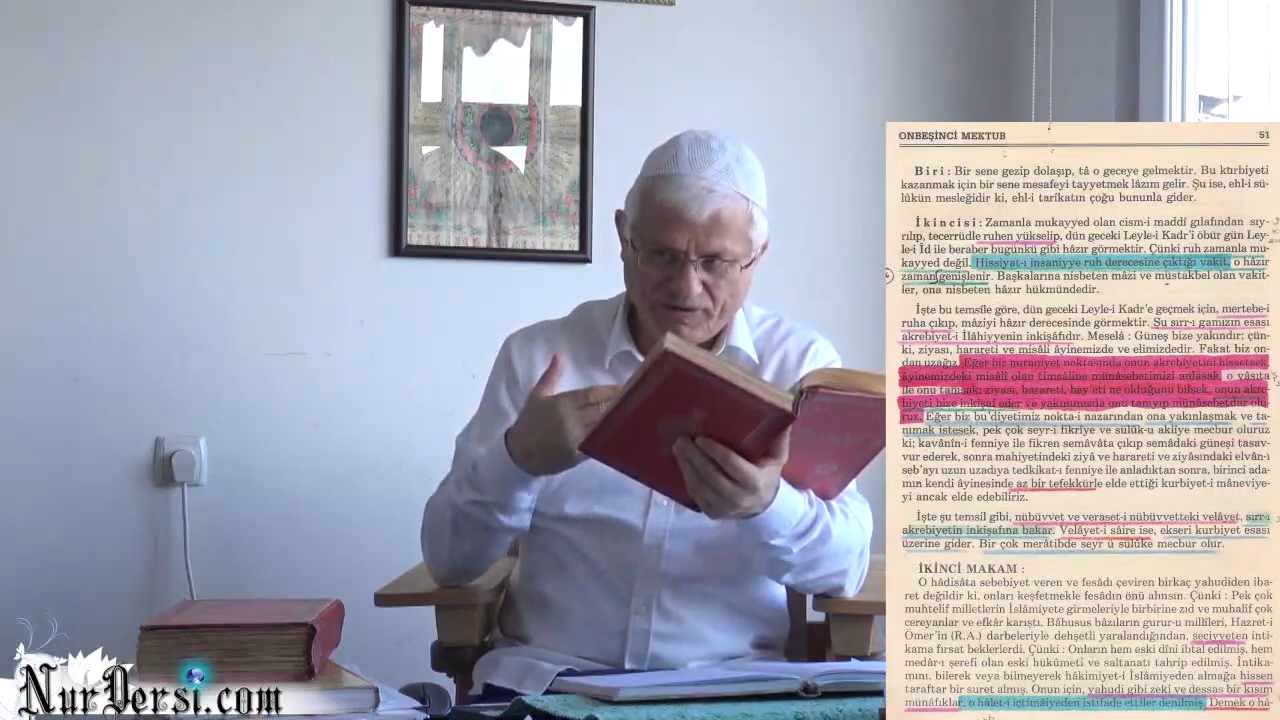 ONBEŞİNCİ MEKTUB 51
Biri : Bir sene gezip dolaşıp, tâ o geceye gelmektir. Bu kurbiyeti
kazanmak için bir sene mesafeyi tayyetmek lâzım gelir. Şu ise, ehl-i sü-
lûkün mesleğidir ki, ehl-i tarîkatın çoğu bununla gider.
İkincisi : Zamanla mukayyed olan cism-i maddî gılafından sıy-
rılıp, tecerrüdle ruhen yükselip, dün geceki Leyle-i Kadr'i öbür gün Ley-
le-i İd ile beraber bugünkü gibi hâzır görmektir. Çünki ruh zamanla mu-
kayyed değil. Hissiyat-ı insaniyye ruh derecesine çıktığı vakit, o hâzır
zaman genişlenir. Başkalarına nisbeten mâzi ve müstakbel olan vakit-
ler, ona nisbeten hâzır hükmündedir.
İşte bu temsîle göre, dün geceki Leyle-i Kadr'e geçmek için, mertebe-i
ruha çıkıp, mâziyi hâzır derecesinde görmektir. Şu sırr-ı gamızın esası
akrebiyet-i İlâhiyyenin inkişâfıdır. Meselâ : Güneş bize yakındır; çün-
ki, ziyası, harareti ve misâli âyinemizde ve elimizdedir. Fakat biz on-
dan uzağız. Eğer biz nuraniyet noktasında onun akrebiyetini hissetsek,
âyinemizdeki misâlî olan timsâline münâsebetimizi anlasak, o vâsıta
ile onu tanısak; ziyası, harareti, hey'eti ne olduğunu bilsek, onun akre-
biyeti bize inkişaf eder ve yakınımızda onu tanıyıp münâsebetdar olu-
ruz. Eğer biz bu'diyetimiz nokta-i nazarından ona yakınlaşmak ve ta-
nımak istesek, pek çok seyr-i fikriye ve sülûk-u akliye mecbur oluruz
ki; kavânîn-i fenniye ile fikren semâvâta çıkıp semâdaki güneşi tasav-
vur ederek, sonra mahiyetindeki ziyâ ve harareti ve ziyâsındaki elvân-ı
seb'ayı uzun uzadıya tedkikat-ı fenniye ile anladıktan sonra, birinci ada-
mın kendi âyinesinde az bir tefekkürle elde ettiği kurbiyet-i mâneviye-
yi ancak elde edebiliriz.
İşte şu temsîl gibi, nübüvvet ve veraset-i nübüvvetteki velâyet, sırr-ı
akrebiyetin inkişafına bakar. Velâyet-i sâire ise, ekseri kurbiyet esası
üzerine gider. Bir çok merâtibde seyr ü sülûke mecbur olur.
İKİNCİ MAKAM :
O hâdisâta sebebiyet veren ve fesâdı çeviren birkaç yahudiden iba-
ret değildir ki, onları keşfetmekle fesâdın önü alınsın. Çünki : Pek çok
muhtelif milletlerin İslâmiyete girmeleriyle birbirine zıd ve muhalif çok
cereyanlar ve efkâr karıştı. Bâhusus bâzıların gurur-u millîleri, Hazret-i
Ömer'in (R.A.) darbeleriyle dehşetli yaralandığından, seciyyeten inti-
kama fırsat beklerlerdi. Çünki : Onların hem eski dîni ibtal edilmiş, hem
medâr-ı şerefi olan eski hükûmeti ve saltanatı tahrip edilmiş. İntika-
mını, bilerek veya bilmeyerek hâkimiyet-i İslâmiyeden almağa hissen
taraftar bir suret almış. Onun için, yahudi gibi zeki ve dessas bir kısım
münâfıklar, o hâlet-i içtimâiyeden istifade ettiler denilmiş. Demek o hâ-
NurDersi.com